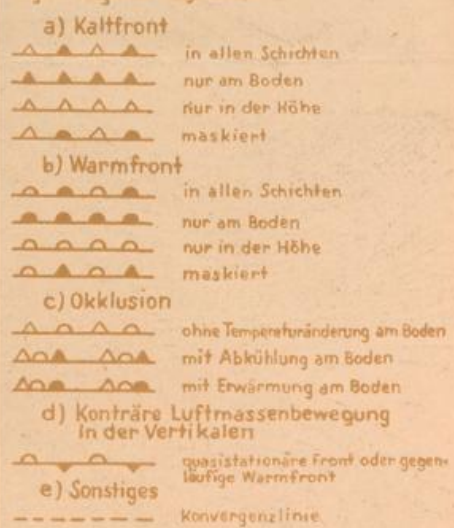 a) Kaltfront
in allen Schichten
nur am Boden
nur in der Höhe
maskiert
b) Warmfront
in allen Schichten
nur am Boden
nur in der Höhe
maskiert
c) Okklusion
ohne Temperaturänderung am Boden
mit Abkühlung am Boden
mit Erwärmung am Boden
d) Konträre Luftmassenbewegung
in der Vertikalen
quasistationäre Front oder gegen-
läufige Warmfront
e) Sonstiges
Konvergenzlinie